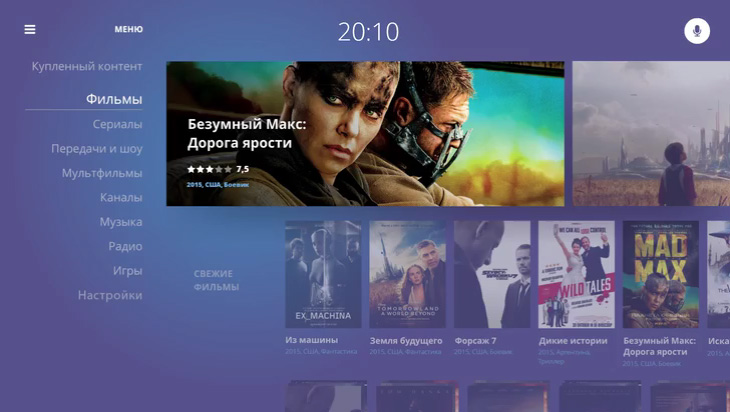 МЕНЮ
20:10
Купленный контент
Фильмы
Сериалы
Передачи и шоу
Мультфильмы
Каналы
Музыка
Радио
Игры
Настройки
Безумный Макс:
Дорога ярости
7,5
2015, США, Боевик
СВЕЖИЕ
ФИЛЬМЫ
EX_MACHINA
TOMORROWLAND
A WORLD BEYOND
WILD TALES
MAD
MAX
Из машины
2015, США, Фантастика
Земля будущего
2015, США, Фантастика
Форсаж 7
2015, США, Боевик
Дикие истории
2015, Аргентина,
Триллер
Безумный Макс:
Дорога ярости
2015, США, Боевик
Иска